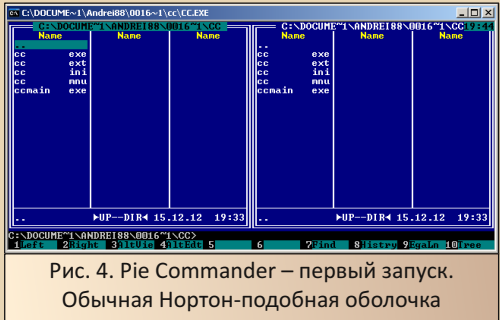 C:\DOCUME~1\Andrei88\0016~1\cc\CC.EXE
C:\DOCUME~1\ANDREI88\0016~1\CC C:\DOCUME~1\ANDREI88\0016~1\CC 19:44
Name Name Name Name Name Name
.. ..
cc exe cc exe
cc ext cc ext
cc ini cc ini
cc mnu cc mnu
ccmain exe ccmain exe
.. ►UP--DIR◄ 15.12.12 19:33 .. ►UP--DIR◄ 15.12.12 19:33
C:\DOCUME~1\ANDREI88\0016~1\CC>
1Left 2Right 3AltVie 4AltEdt 5 6 7Find 8Histry 9EgaLn 10Tree
Рис. 4. Pie Commander – первый запуск.
Обычная Нортон-подобная оболочка